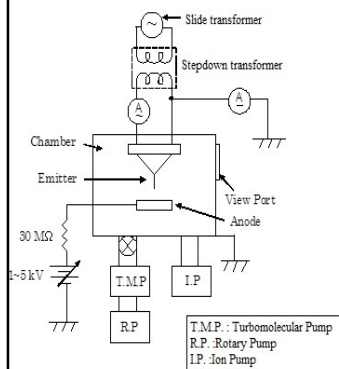 Slide transformer
~
Stepdown transformer
A
A
Chamber
Emitter
View Port
Anode
30 MΩ
1~5 kV
T.M.P
I.P
R.P
T.M.P. : Turbomolecular Pump
R.P. :Rotary Pump
I.P. :Ion Pump